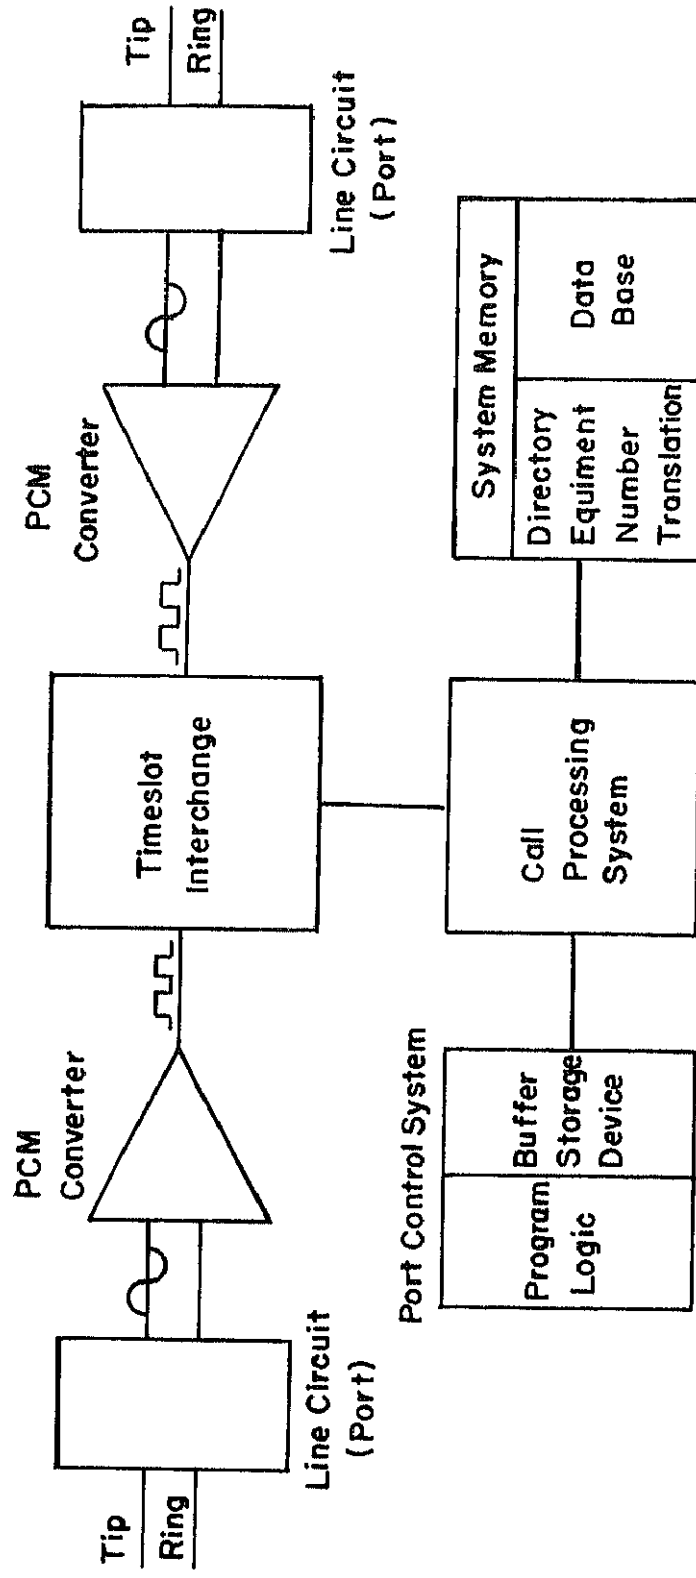 Tip
Ring
Line Circuit
(Port)
PCM
Converter
Timeslot
Interchange
PCM
Converter
Line Circuit
(Port)
Tip
Ring
Port Control System
Program
Logic
Buffer
Storage
Device
Call
Processing
System
System Memory
Directory
Equiment
Number
Translation
Data
Base